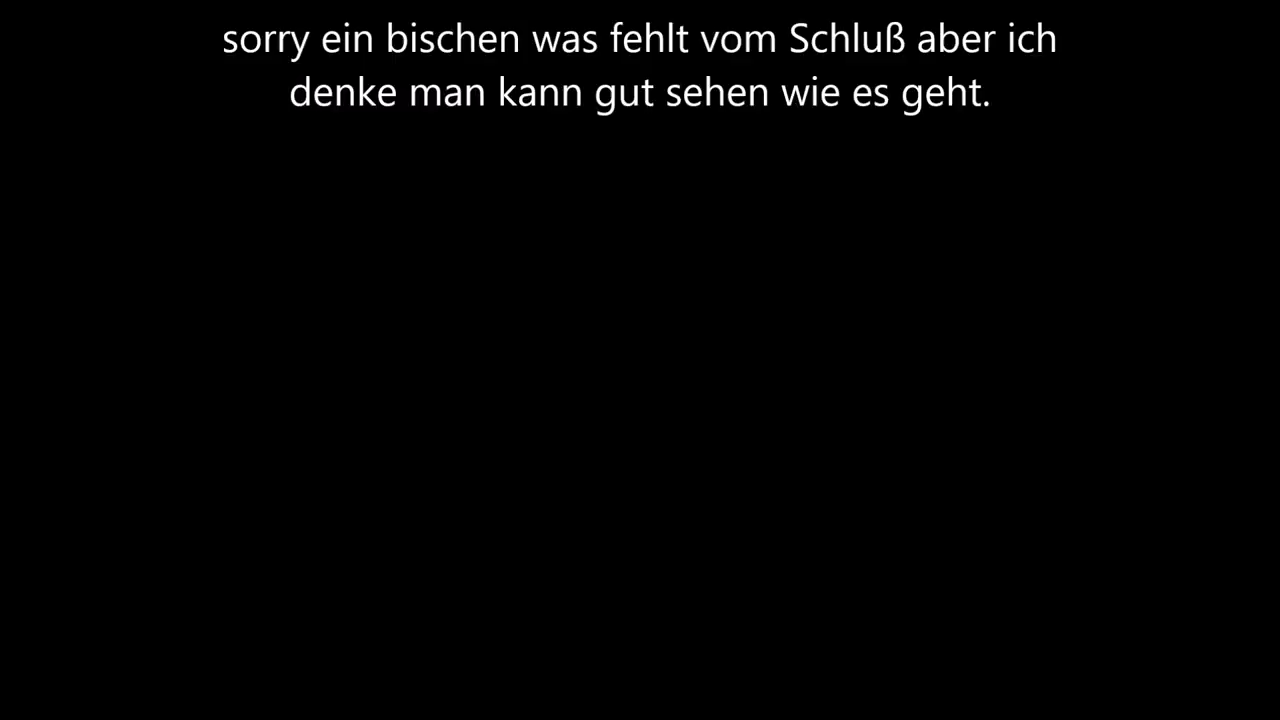 sorry ein bischen was fehlt vom Schluß aber ich
denke man kann gut sehen wie es geht.